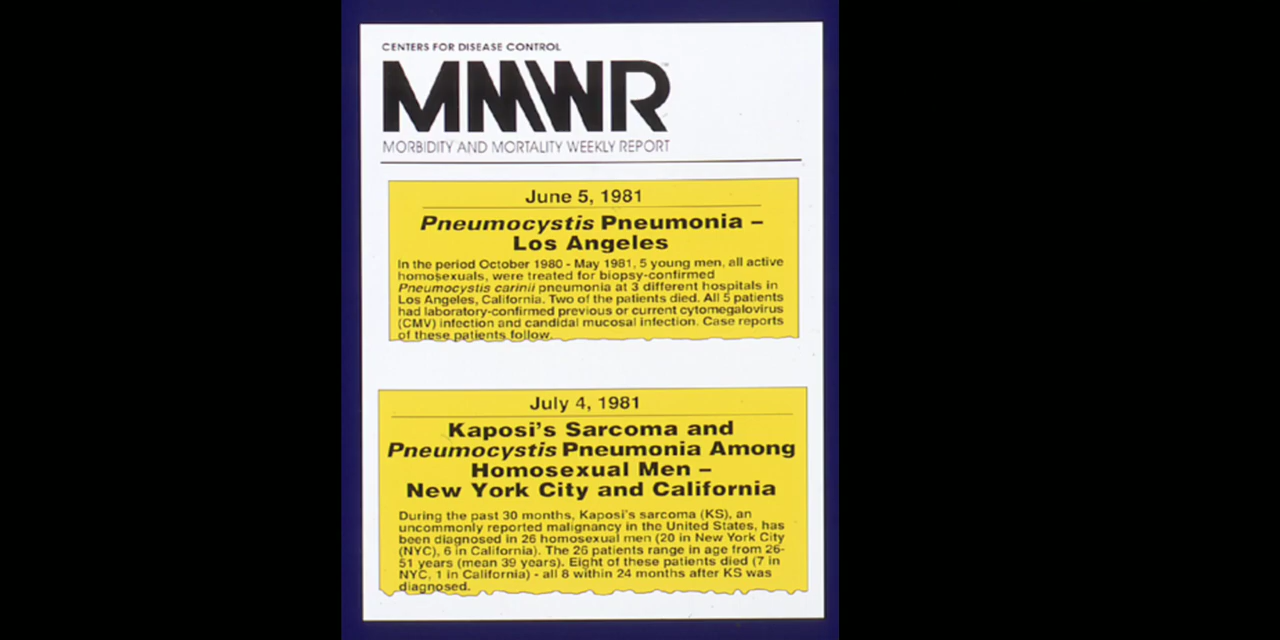 CENTERS FOR DISEASE CONTROL
MMWR
MORBIDITY AND MORTALITY WEEKLY REPORT
June 5, 1981
Pneumocystis Pneumonia –
Los Angeles
In the period October 1980 - May 1981, 5 young men, all active
homosexuals, were treated for biopsy-confirmed
Pneumocystis carinii pneumonia at 3 different hospitals in
Los Angeles, California. Two of the patients died. All 5 patients
had laboratory-confirmed previous or current cytomegalovirus
(CMV) infection and candidal mucosal infection. Case reports
of these patients follow.
July 4, 1981
Kaposi's Sarcoma and
Pneumocystis Pneumonia Among
Homosexual Men –
New York City and California
During the past 30 months, Kaposi's sarcoma (KS), an
uncommonly reported malignancy in the United States, has
been diagnosed in 26 homosexual men (20 in New York City
(NYC), 6 in California). The 26 patients range in age from 26-
51 years (mean 39 years). Eight of these patients died (7 in
NYC, 1 in California) - all 8 within 24 months after KS was
diagnosed.